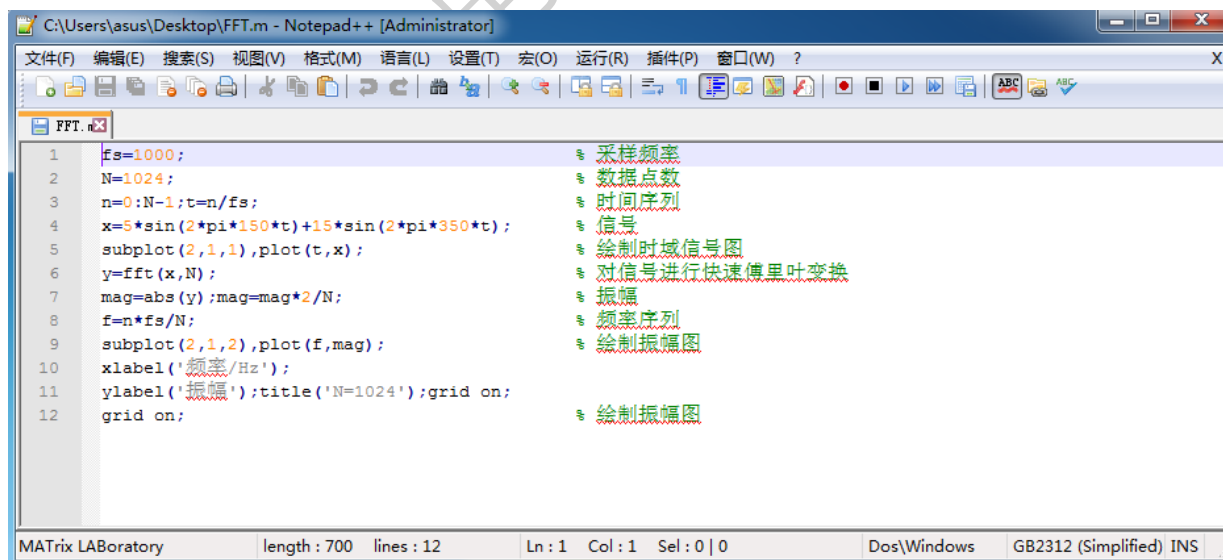 C:\Users\asus\Desktop\FFT.m - Notepad++ [Administrator]
文件(F) 编辑(E) 搜索(S) 视图(V) 格式(M) 语言(L) 设置(T) 宏(O) 运行(R) 插件(P) 窗口(W) ? X
FFT.m
1 fs=1000; % 采样频率
2 N=1024; % 数据点数
3 n=0:N-1;t=n/fs; % 时间序列
4 x=5*sin(2*pi*150*t)+15*sin(2*pi*350*t); % 信号
5 subplot(2,1,1),plot(t,x); % 绘制时域信号图
6 y=fft(x,N); % 对信号进行快速傅里叶变换
7 mag=abs(y);mag=mag*2/N; % 振幅
8 f=n*fs/N; % 频率序列
9 subplot(2,1,2),plot(f,mag); % 绘制振幅图
10 xlabel('频率/Hz');
11 ylabel('振幅');title('N=1024');grid on;
12 grid on; % 绘制振幅图
MATrix LABoratory length : 700 lines : 12 Ln : 1 Col : 1 Sel : 0 | 0 Dos\Windows GB2312 (Simplified) INS